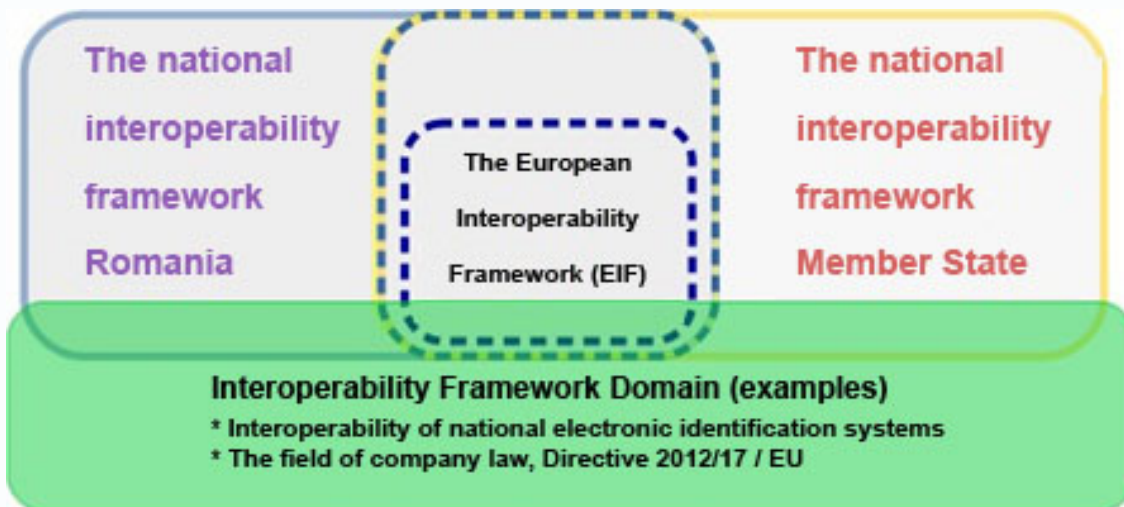 The national
interoperability
framework
Romania
The European
Interoperability
Framework (EIF)
The national
interoperability
framework
Member State
Interoperability Framework Domain (examples)
* Interoperability of national electronic identification systems
* The field of company law, Directive 2012/17 / EU